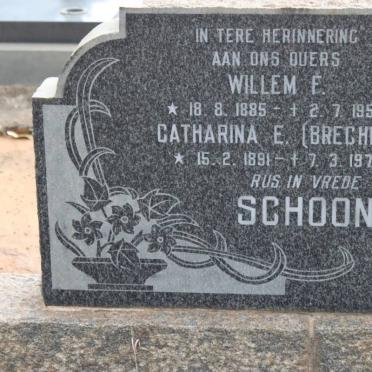 IN TERE HERINNERING
AAN ONS OUERS
WILLEM F.
★ 18. 8. 1885 - ✝ 2. 7. 195
CATHARINA E. (BRECH
★ 15. 2. 1891 - ✝ 7. 3. 197
RUS IN VREDE
SCHOON